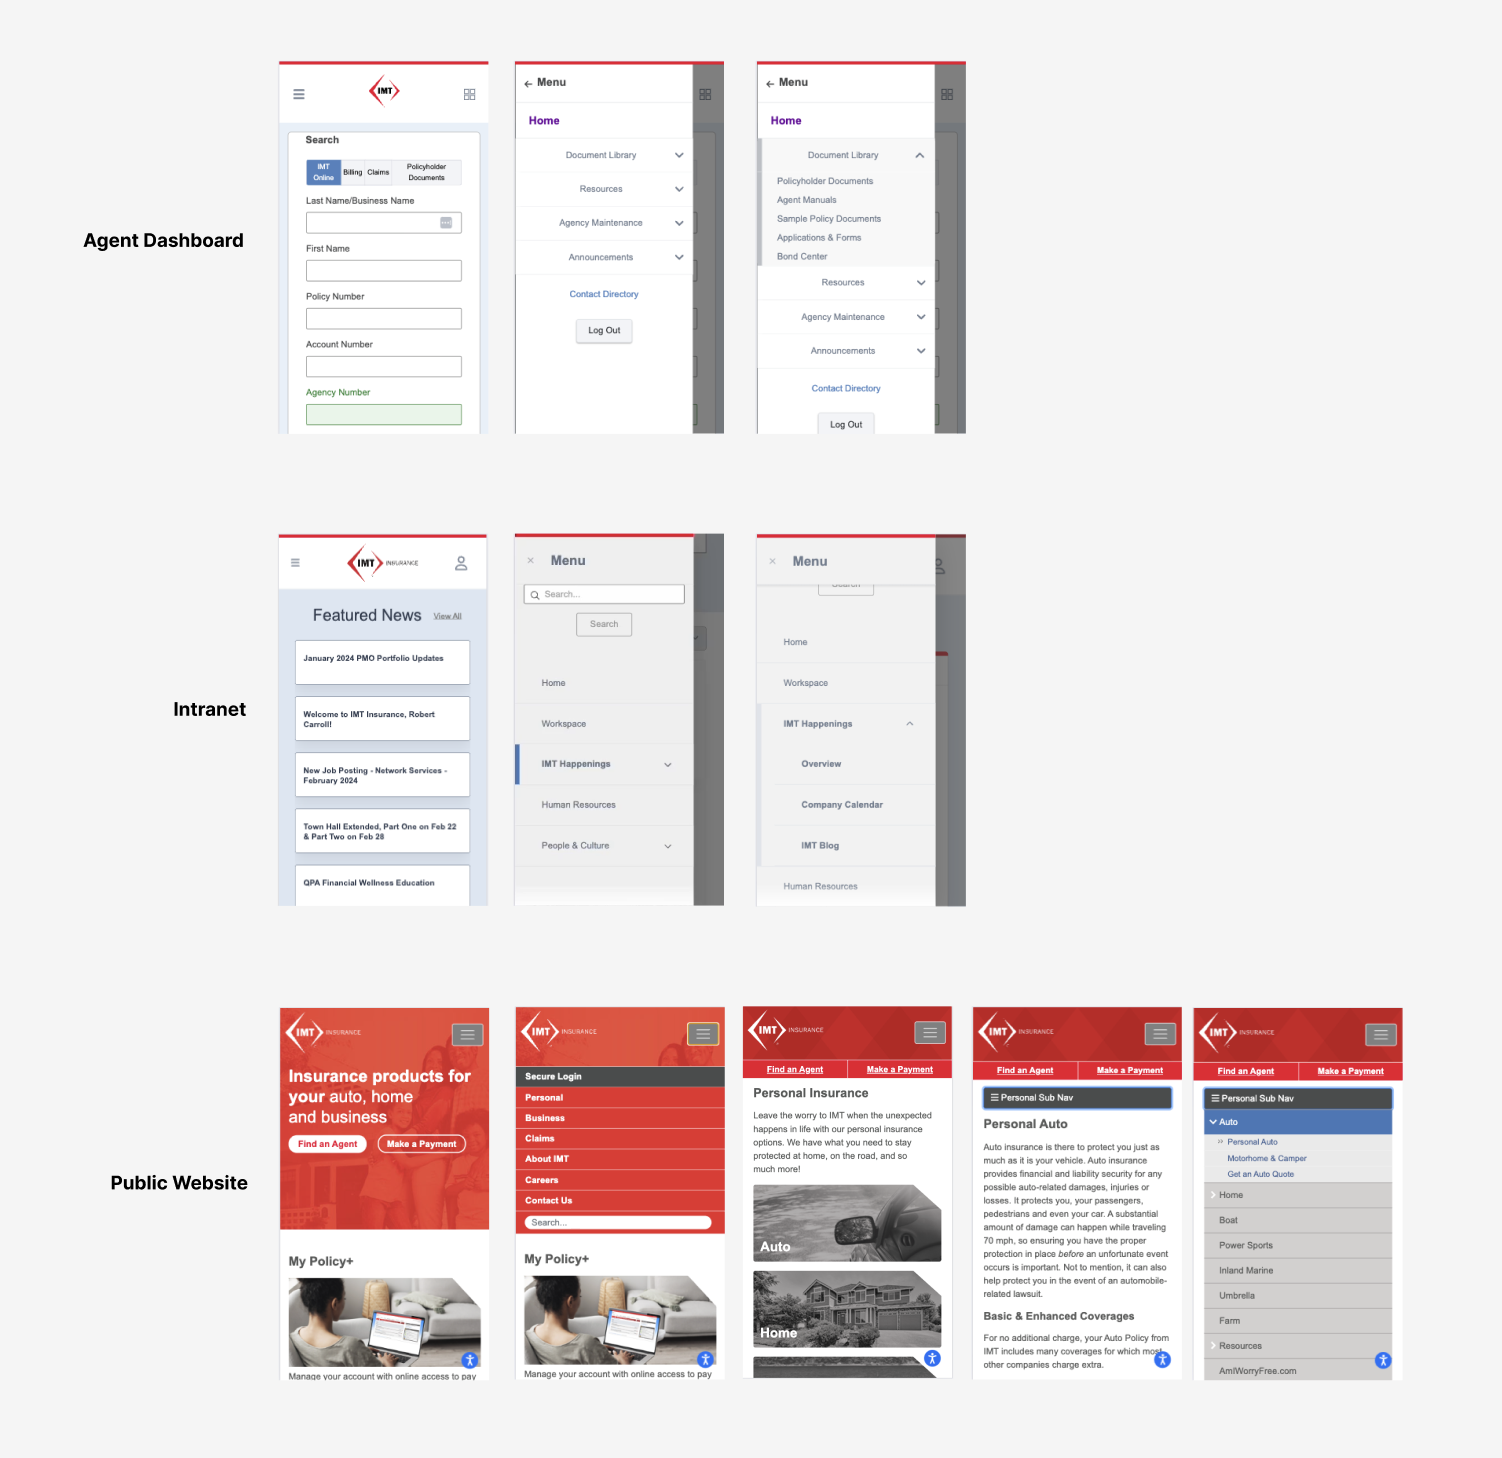 Agent Dashboard
IMT
Search
IMT Online
Billing
Claims
Policyholder Documents
Last Name/Business Name
First Name
Policy Number
Account Number
Agency Number
← Menu
Home
Document Library
Resources
Agency Maintenance
Announcements
Contact Directory
Log Out
← Menu
Home
Document Library
Policyholder Documents
Agent Manuals
Sample Policy Documents
Applications & Forms
Bond Center
Resources
Agency Maintenance
Announcements
Contact Directory
Log Out
Intranet
IMT INSURANCE
Featured News
View All
January 2024 PMO Portfolio Updates
Welcome to IMT Insurance, Robert
Carroll!
New Job Posting - Network Services -
February 2024
Town Hall Extended, Part One on Feb 22
& Part Two on Feb 28
QPA Financial Wellness Education
× Menu
Search...
Search
Home
Workspace
IMT Happenings
Human Resources
People & Culture
× Menu
Search
Home
Workspace
IMT Happenings
Overview
Company Calendar
IMT Blog
Human Resources
Public Website
IMT INSURANCE
Insurance products for
your auto, home
and business
Find an Agent
Make a Payment
My Policy+
Manage your account with online access to pay
IMT INSURANCE
Secure Login
Personal
Business
Claims
About IMT
Careers
Contact Us
Search...
My Policy+
Manage your account with online access to pay
IMT INSURANCE
Find an Agent
Make a Payment
Personal Insurance
Leave the worry to IMT when the unexpected
happens in life with our personal insurance
options. We have what you need to stay
protected at home, on the road, and so
much more!
Auto
Home
IMT INSURANCE
Find an Agent
Make a Payment
Personal Sub Nav
Personal Auto
Auto insurance is there to protect you just as
much as it is your vehicle. Auto insurance
provides financial and liability security for any
possible auto-related damages, injuries or
losses. It protects you, your passengers,
pedestrians and even your car. A substantial
amount of damage can happen while traveling
70 mph, so ensuring you have the proper
protection in place before an unfortunate event
occurs is important. Not to mention, it can also
help protect you in the event of an automobile-
related lawsuit.
Basic & Enhanced Coverages
For no additional charge, your Auto Policy from
IMT includes many coverages for which most
other companies charge extra.
IMT INSURANCE
Find an Agent
Make a Payment
Personal Sub Nav
Auto
Personal Auto
Motorhome & Camper
Get an Auto Quote
Home
Boat
Power Sports
Inland Marine
Umbrella
Farm
Resources
AmIWorryFree.com